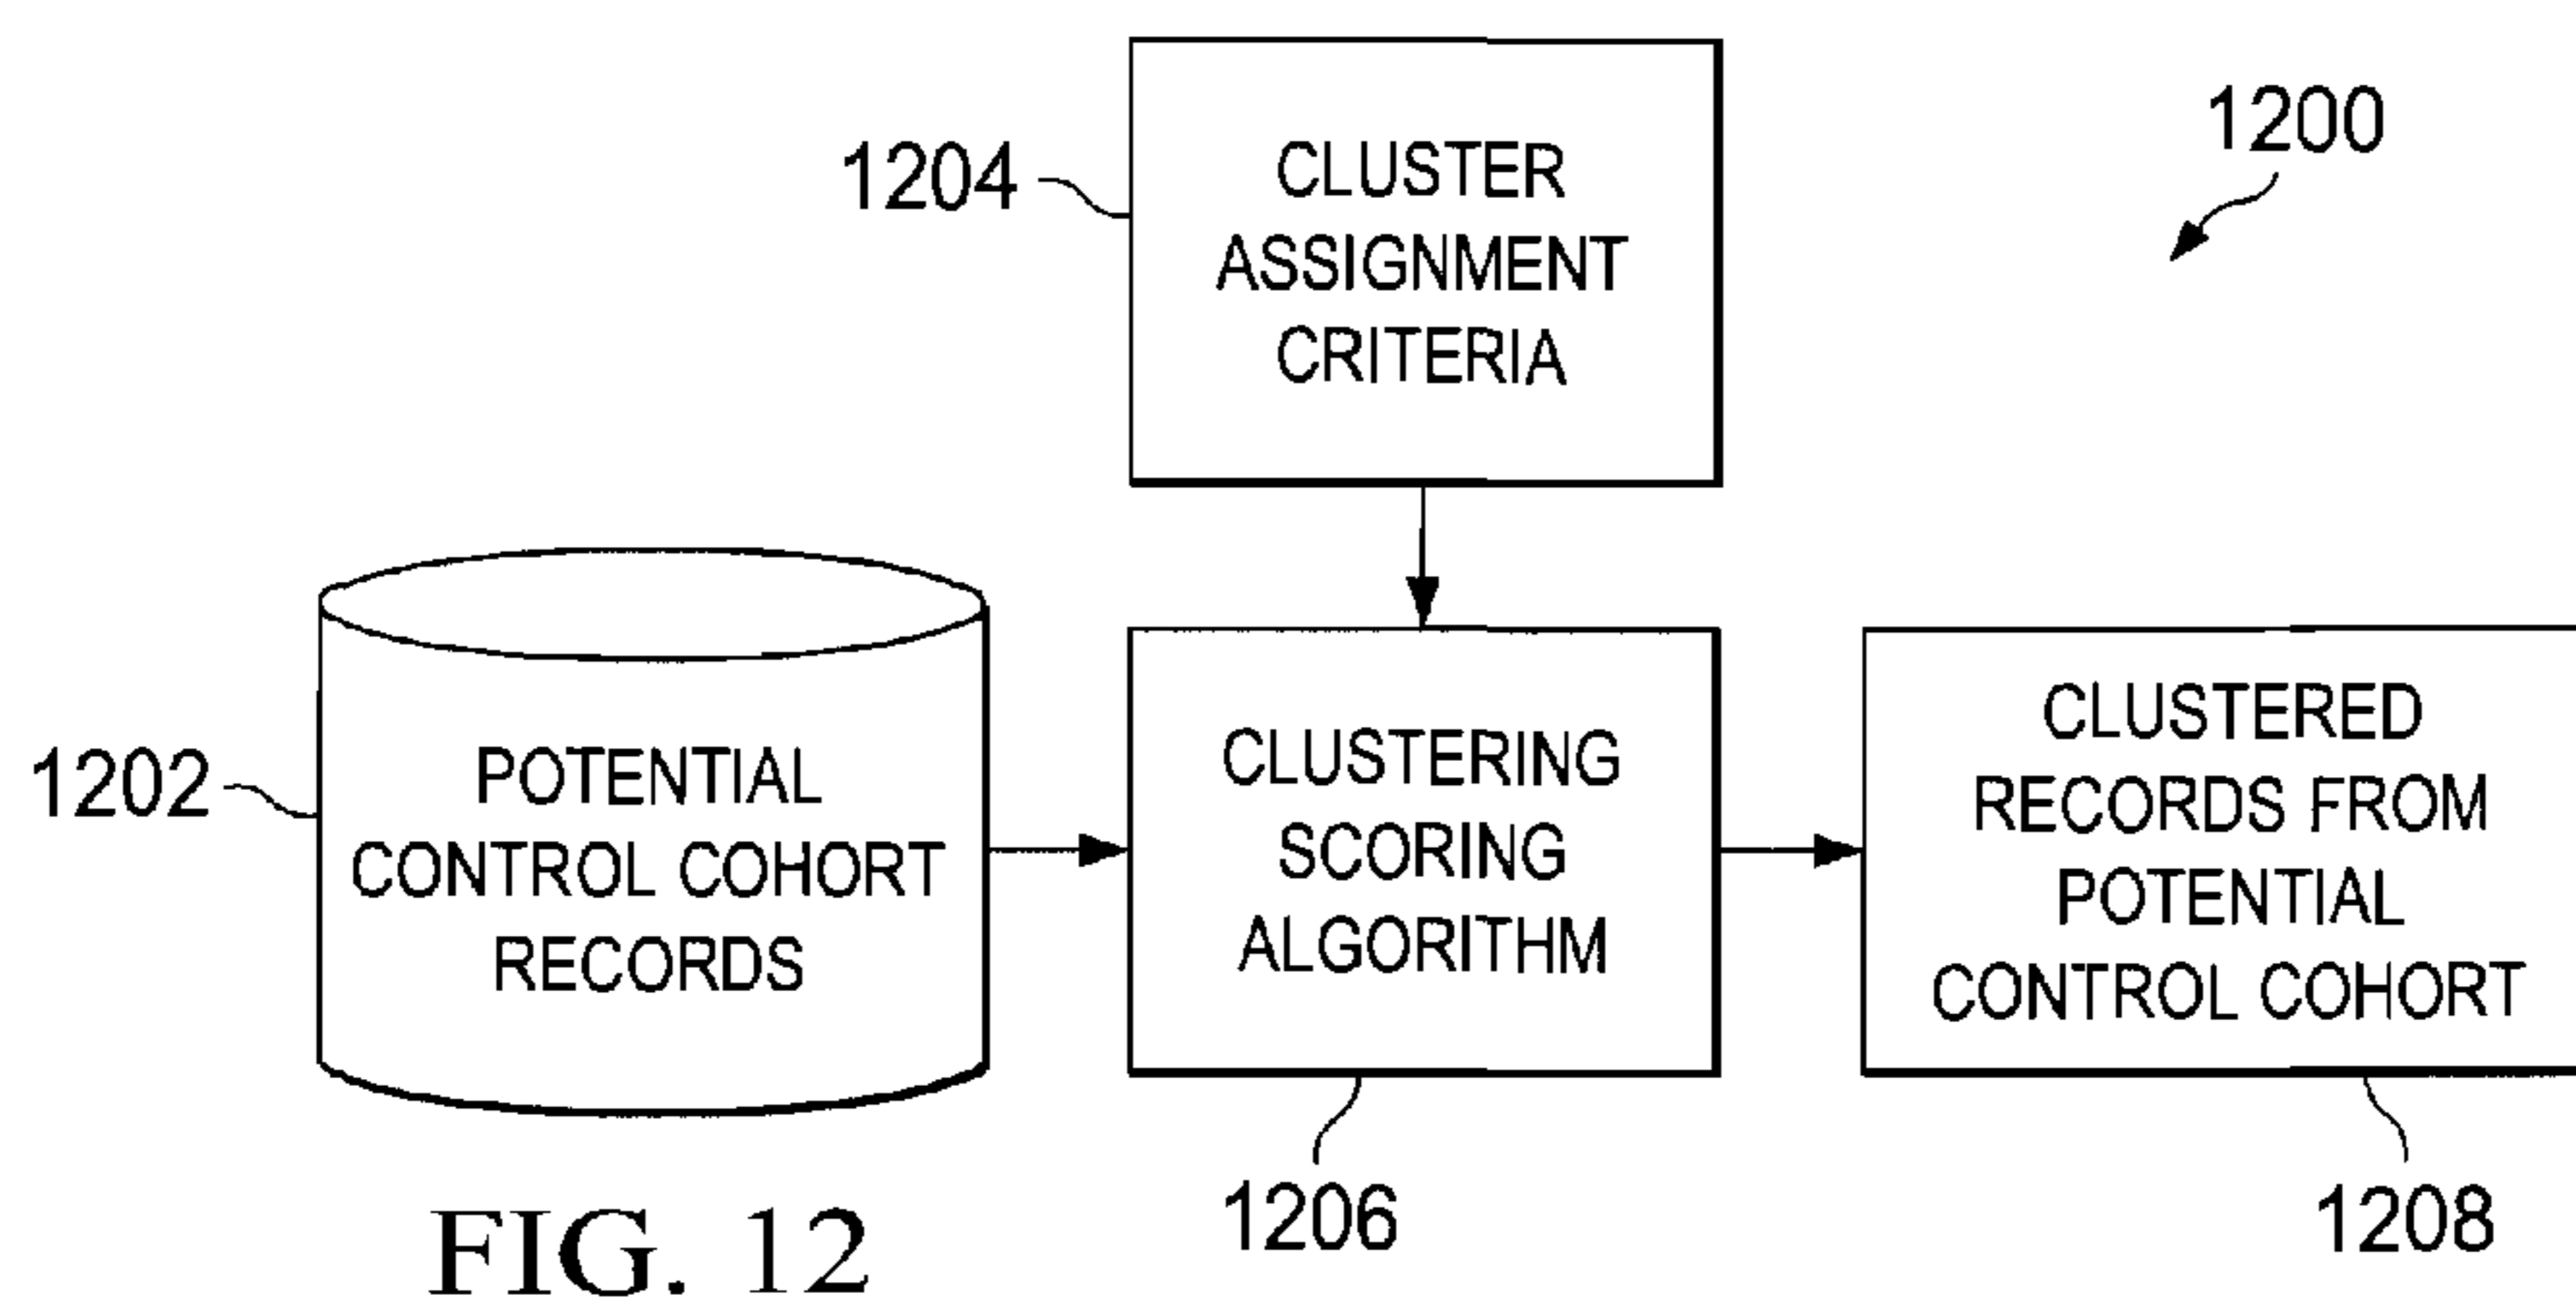 1200
1204
CLUSTER
ASSIGNMENT
CRITERIA
1202
POTENTIAL
CONTROL COHORT
RECORDS
CLUSTERING
SCORING
ALGORITHM
CLUSTERED
RECORDS FROM
POTENTIAL
CONTROL COHORT
1206
1208
FIG. 12